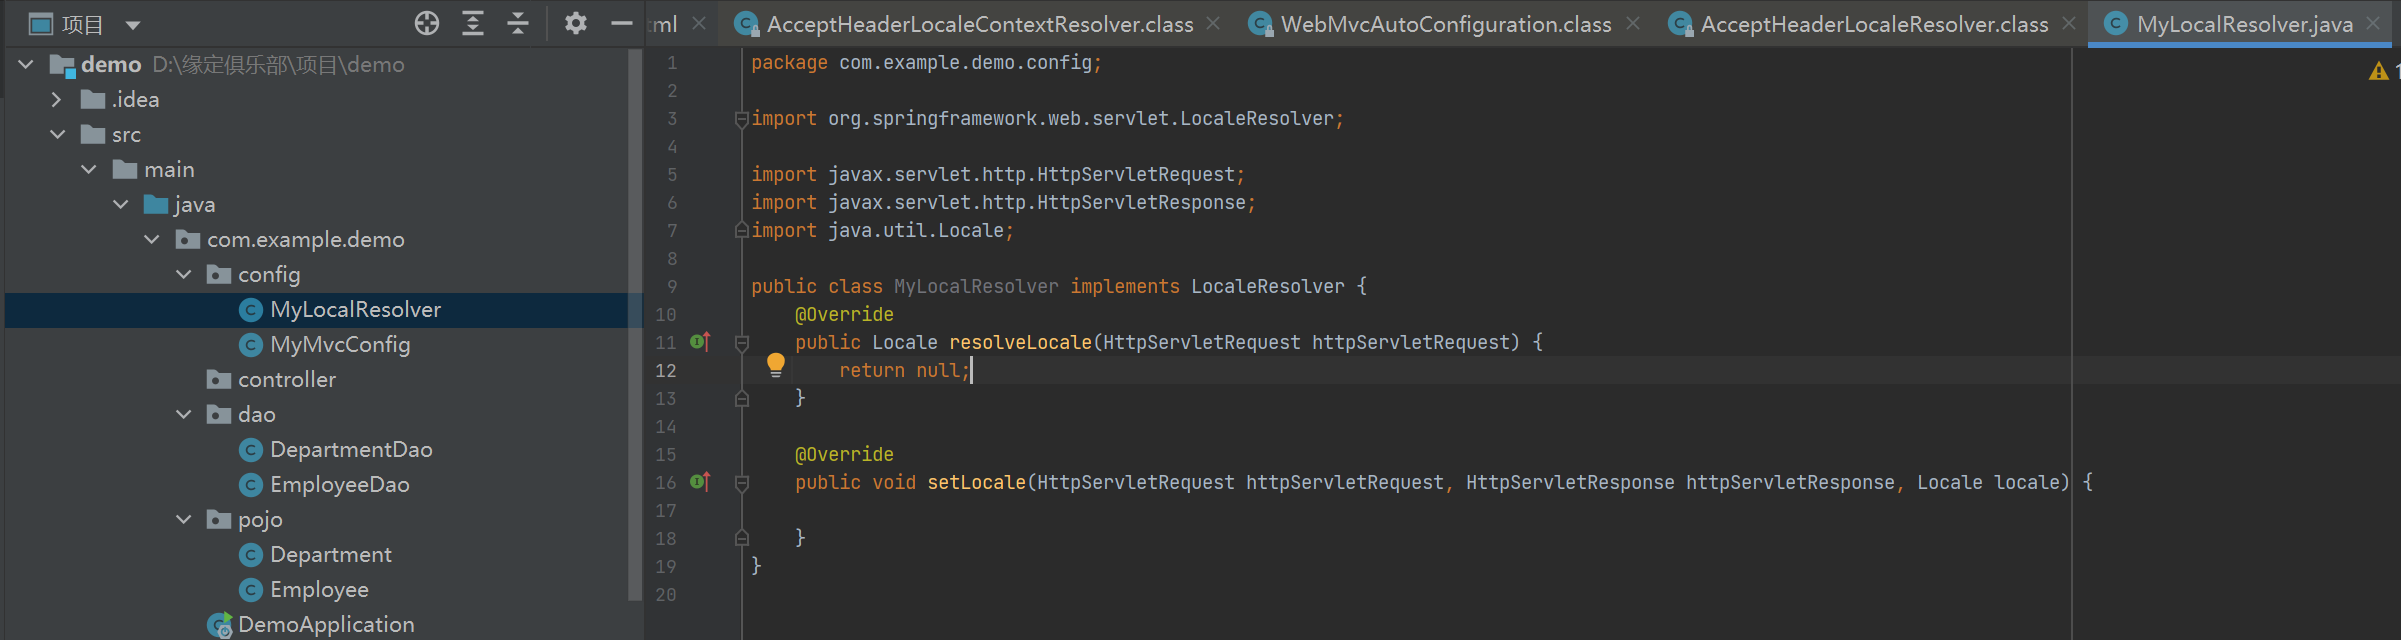 项目
ml
AcceptHeaderLocaleContextResolver.class
WebMvcAutoConfiguration.class
AcceptHeaderLocaleResolver.class
MyLocalResolver.java
demo D:\缘定俱乐部\项目\demo
.idea
src
main
java
com.example.demo
config
MyLocalResolver
MyMvcConfig
controller
dao
DepartmentDao
EmployeeDao
pojo
Department
Employee
DemoApplication
1 package com.example.demo.config;
2
3 import org.springframework.web.servlet.LocaleResolver;
4
5 import javax.servlet.http.HttpServletRequest;
6 import javax.servlet.http.HttpServletResponse;
7 import java.util.Locale;
8
9 public class MyLocalResolver implements LocaleResolver {
10 @Override
11 public Locale resolveLocale(HttpServletRequest httpServletRequest) {
12 return null;
13 }
14
15 @Override
16 public void setLocale(HttpServletRequest httpServletRequest, HttpServletResponse httpServletResponse, Locale locale) {
17
18 }
19 }
20